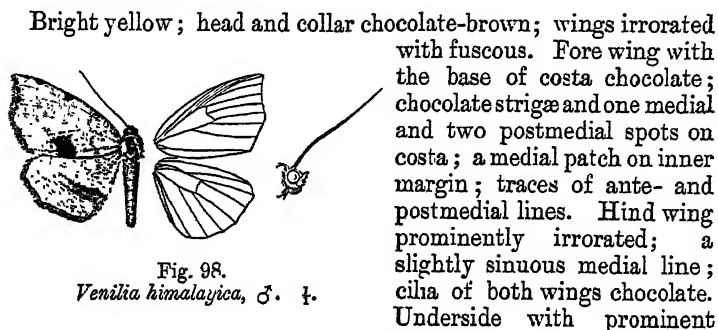 Bright yellow; head and collar chocolate-brown; wings irrorated
with fuscous. Fore wing with
the base of costa chocolate;
chocolate strigæ and one medial
and two postmedial spots on
costa; a medial patch on inner
margin; traces of ante- and
postmedial lines. Hind wing
prominently irrorated; a
slightly sinuous medial line;
cilia of both wings chocolate.
Underside with prominent
Fig. 98.
Venilia himalayica, ♂. ¼.